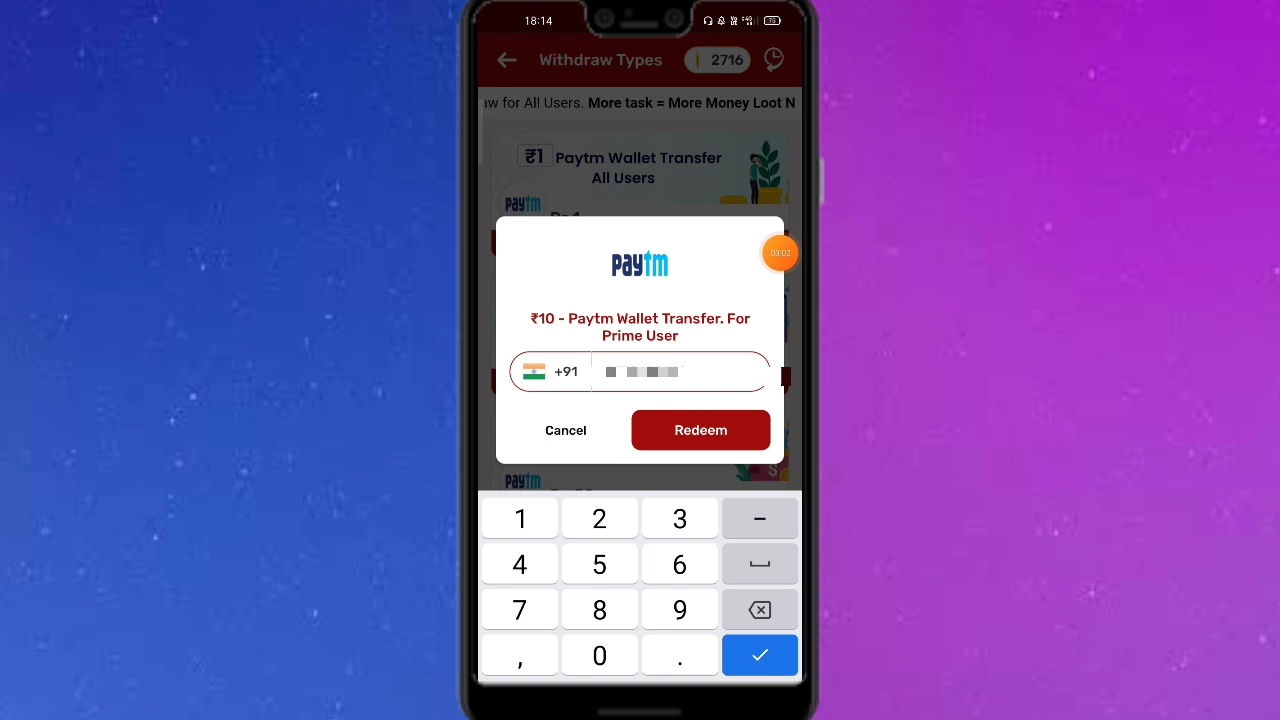 18:14
75
Withdraw Types
2716
for All Users. More task = More Money Loot N
₹1 Paytm Wallet Transfer
All Users
paytm
paytm
03:02
₹10 - Paytm Wallet Transfer. For
Prime User
+91
Cancel
Redeem
paytm
1 2 3 –
4 5 6
7 8 9
, 0 .